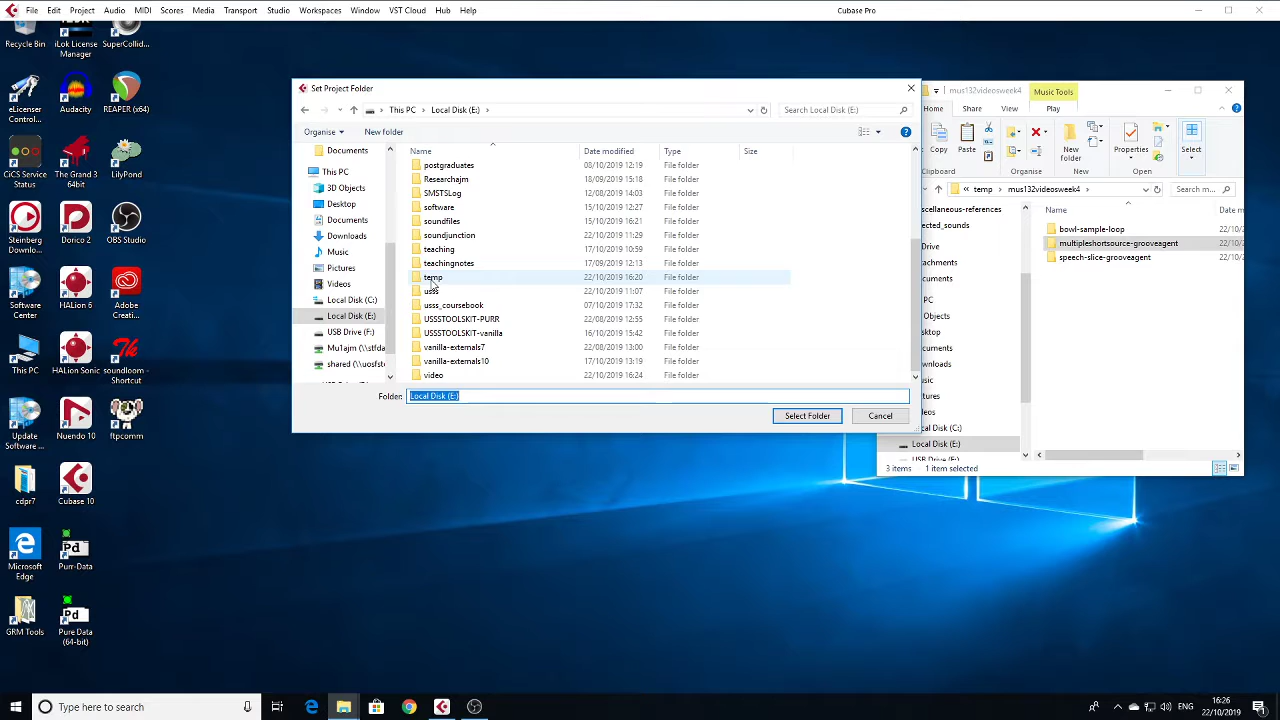 File Edit Project Audio MIDI Scores Media Transport Studio Workspaces Window VST Cloud Hub Help
Cubase Pro
Recycle Bin
iLok License Manager
SuperCollid...
eLicenser Control...
Audacity
REAPER (x64)
CiCS Service Status
The Grand 3 64bit
LilyPond
Steinberg Download...
Dorico 2
OBS Studio
Software Center
HALion 6
Adobe Creati...
This PC
HALion Sonic
soundloom - Shortcut
Update Software ...
Nuendo 10
ftpcomm
cdpr7
Cubase 10
Microsoft Edge
Purr-Data
GRM Tools
Pure Data (64-bit)
Set Project Folder
This PC > Local Disk (E:) >
Search Local Disk (E:)
Organise New folder
Documents
This PC
3D Objects
Desktop
Documents
Downloads
Music
Pictures
Videos
Local Disk (C:)
Local Disk (E:)
USB Drive (F:)
Mu1ajm (\\stfda
shared (\\uosfst
Name Date modified Type Size
postgraduates 08/10/2019 12:19 File folder
Researchajm 18/09/2019 15:18 File folder
SMSTSLog 12/08/2019 14:03 File folder
software 15/10/2019 12:27 File folder
soundfiles 15/10/2019 16:21 File folder
soundjunction 22/10/2019 11:29 File folder
teaching 17/10/2019 10:59 File folder
teachingnotes 17/09/2019 12:13 File folder
temp 22/10/2019 16:20 File folder
usss 22/10/2019 11:07 File folder
usss_coursebook 07/10/2019 17:32 File folder
USSSTOOLSKIT-PURR 22/08/2019 12:55 File folder
USSSTOOLKIT-vanilla 16/10/2019 15:42 File folder
vanilla-externals7 22/08/2019 13:00 File folder
vanilla-externals10 17/10/2019 13:19 File folder
video 22/10/2019 16:24 File folder
Folder: Local Disk (E:)
Select Folder Cancel
Music Tools
mus132videosweek4
Home Share View Play
Copy
Paste
New folder
Properties
Select
Clipboard
Organise New Open
« temp > mus132videosweek4 >
Search m...
Name Date m
bowl-sample-loop 22/10/
multipleshortsource-grooveagent 22/10/
speech-slice-grooveagent 22/10/
Local Disk (E:)
3 items 1 item selected
Type here to search
ENG
16:26
22/10/2019